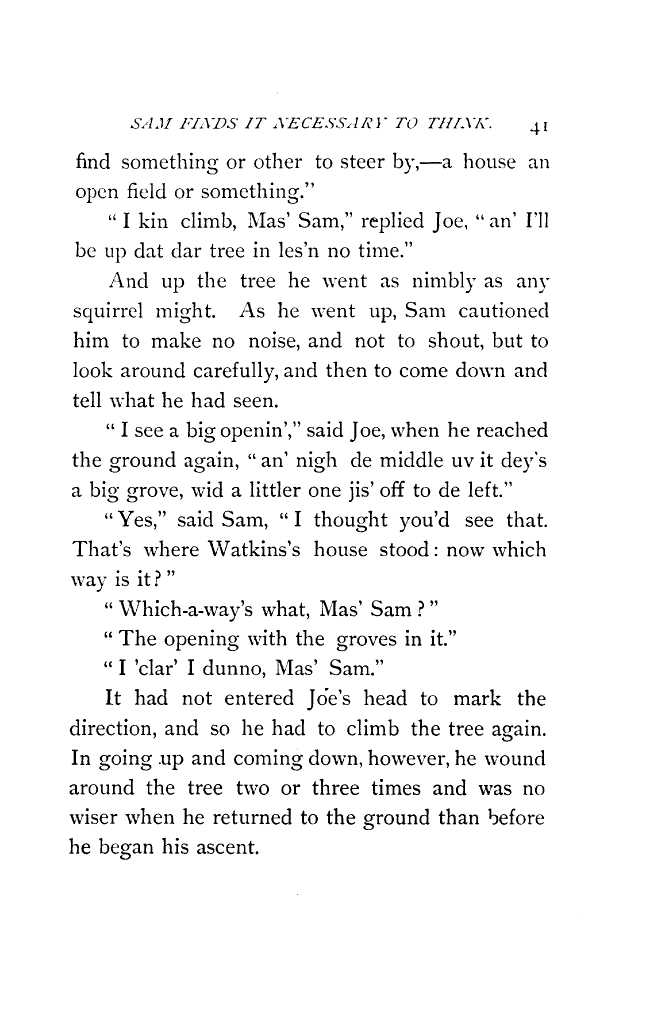 SAM FINDS IT NECESSARY TO THINK. 41
find something or other to steer by,—a house an
open field or something.”
“ I kin climb, Mas’ Sam,” replied Joe, “ an’ I’ll
be up dat dar tree in les’n no time.”
And up the tree he went as nimbly as any
squirrel might. As he went up, Sam cautioned
him to make no noise, and not to shout, but to
look around carefully, and then to come down and
tell what he had seen.
“ I see a big openin’,” said Joe, when he reached
the ground again, “ an’ nigh de middle uv it dey’s
a big grove, wid a littler one jis’ off to de left.”
“ Yes,” said Sam, “ I thought you’d see that.
That’s where Watkins’s house stood : now which
way is it ? ”
“ Which-a-way’s what, Mas’ Sam ? ”
“ The opening with the groves in it.”
“ I ’clar’ I dunno, Mas’ Sam.”
It had not entered Joe’s head to mark the
direction, and so he had to climb the tree again.
In going up and coming down, however, he wound
around the tree two or three times and was no
wiser when he returned to the ground than before
he began his ascent.